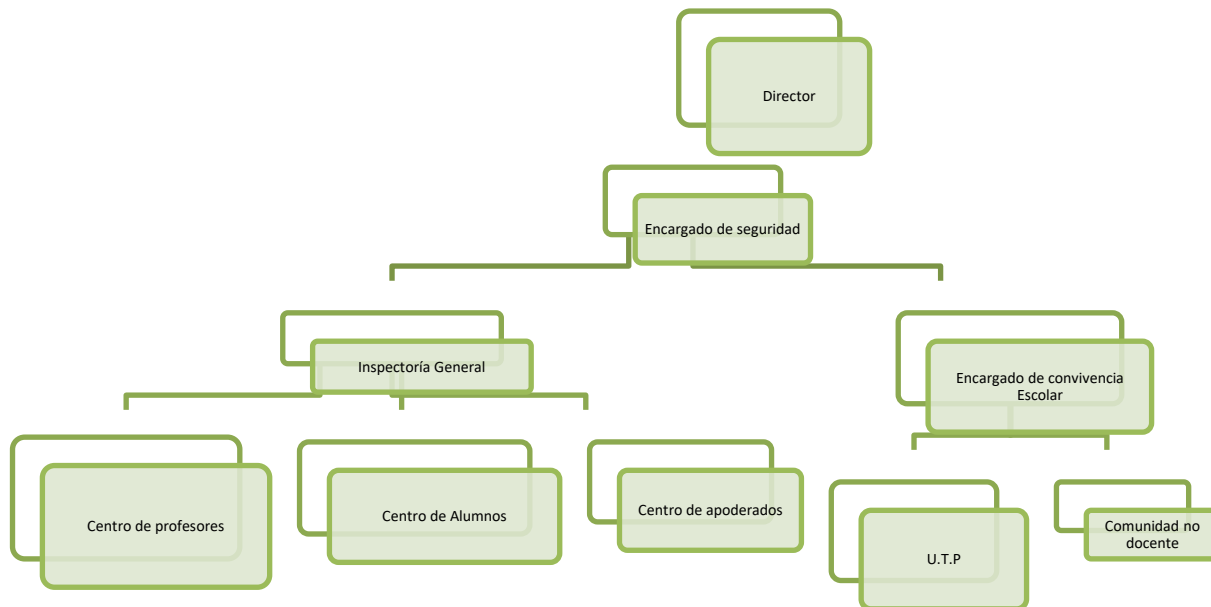 Director
Encargado de seguridad
Inspectoría General
Encargado de convivencia
Escolar
Centro de profesores
Centro de Alumnos
Centro de apoderados
U.T.P
Comunidad no
docente